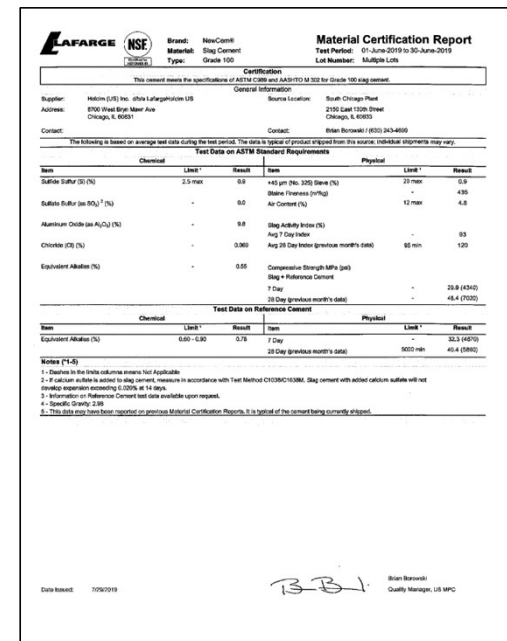 LAFARGE
NSF
Brand: NewCem®
Material: Slag Cement
Type: Grade 100
Material Certification Report
Test Period: 01-June-2019 to 30-June-2019
Lot Number: Multiple Lots
Certification
This cement meets the specifications of ASTM C989 and AASHTO M 302 for Grade 100 slag cement.
General Information
Supplier: Holcim (US) Inc. d/b/a LafargeHolcim US
Source Location: South Chicago Plant
Address: 8700 West Bryn Mawr Ave
2150 East 130th Street
Chicago, IL 60631
Chicago, IL 60633
Contact:
Contact: Brian Borowski / (630) 243-4699
The following is based on average test data during the test period. The data is typical of product shipped from this source; individual shipments may vary.
Test Data on ASTM Standard Requirements
Chemical Physical
Item Limit ¹ Result Item Limit ¹ Result
Sulfide Sulfur (S) (%) 2.5 max 0.9 +45 µm (No. 325) Sieve (%) 20 max 0.9
Blaine Fineness (m²/kg) - 435
Sulfate Sulfur (as SO₃) ² (%) - 0.0 Air Content (%) 12 max 4.8
Aluminum Oxide (as Al₂O₃) (%) - 9.8 Slag Activity Index (%)
Avg 7 Day Index - 93
Chloride (Cl) (%) - 0.069 Avg 28 Day Index (previous month's data) 95 min 120
Equivalent Alkalies (%) - 0.55 Compressive Strength MPa (psi)
Slag + Reference Cement
7 Day - 29.9 (4340)
28 Day (previous month's data) - 48.4 (7020)
Test Data on Reference Cement
Chemical Physical
Item Limit ¹ Result Item Limit ¹ Result
Equivalent Alkalies (%) 0.60 - 0.90 0.78 7 Day - 32.3 (4670)
28 Day (previous month's data) 5000 min 40.4 (5860)
Notes (*1-5)
1 - Dashes in the limits columns means Not Applicable
2 - If calcium sulfate is added to slag cement, measure in accordance with Test Method C1038/C1038M. Slag cement with added calcium sulfate will not
develop expansion exceeding 0.020% at 14 days.
3 - Information on Reference Cement test data available upon request.
4 - Specific Gravity: 2.98
5 - This data may have been reported on previous Material Certification Reports. It is typical of the cement being currently shipped.
Brian Borowski
Date Issued: 7/29/2019
Quality Manager, US MPC